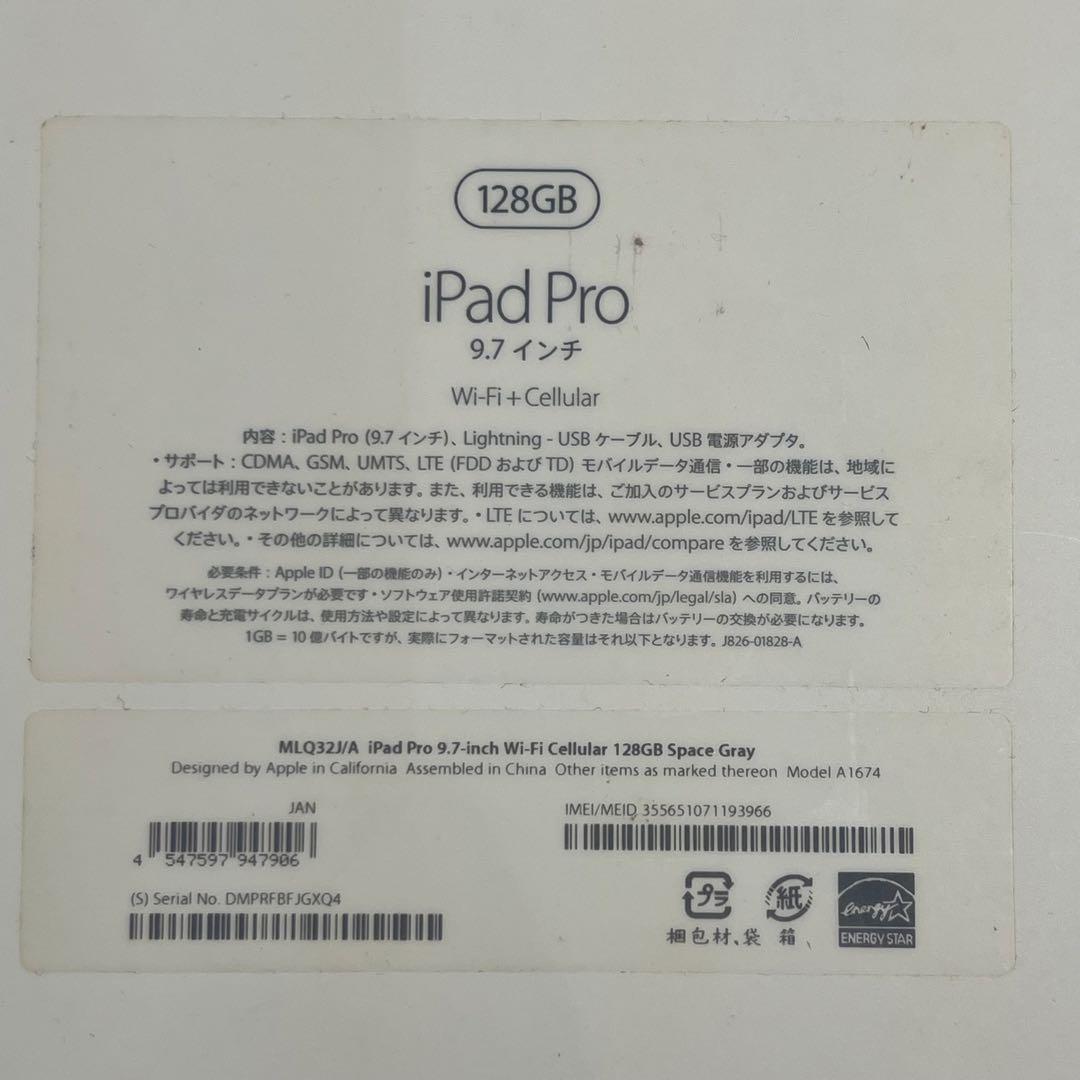 128GB
iPad Pro
9.7 インチ
Wi-Fi + Cellular
内容 : iPad Pro (9.7 インチ)、Lightning - USB ケーブル、USB 電源アダプタ。
・サポート : CDMA、GSM、UMTS、LTE (FDD および TD) モバイルデータ通信・一部の機能は、地域に
よっては利用できないことがあります。また、利用できる機能は、ご加入のサービスプランおよびサービス
プロバイダのネットワークによって異なります。・LTE については、www.apple.com/ipad/LTE を参照して
ください。・その他の詳細については、www.apple.com/jp/ipad/compare を参照してください。
必要条件 : Apple ID (一部の機能のみ)・インターネットアクセス・モバイルデータ通信機能を利用するには、
ワイヤレスデータプランが必要です・ソフトウェア使用許諾契約 (www.apple.com/jp/legal/sla) への同意。バッテリーの
寿命と充電サイクルは、使用方法や設定によって異なります。寿命がつきた場合はバッテリーの交換が必要になります。
1GB = 10 億バイトですが、実際にフォーマットされた容量はそれ以下となります。J826-01828-A
MLQ32J/A iPad Pro 9.7-inch Wi-Fi Cellular 128GB Space Gray
Designed by Apple in California Assembled in China Other items as marked thereon Model A1674
JAN
4 547597 947906
IMEI/MEID 355651071193966
(S) Serial No. DMPRFBFJGXQ4
プラ 紙
梱包材、袋 箱
energy
ENERGY STAR